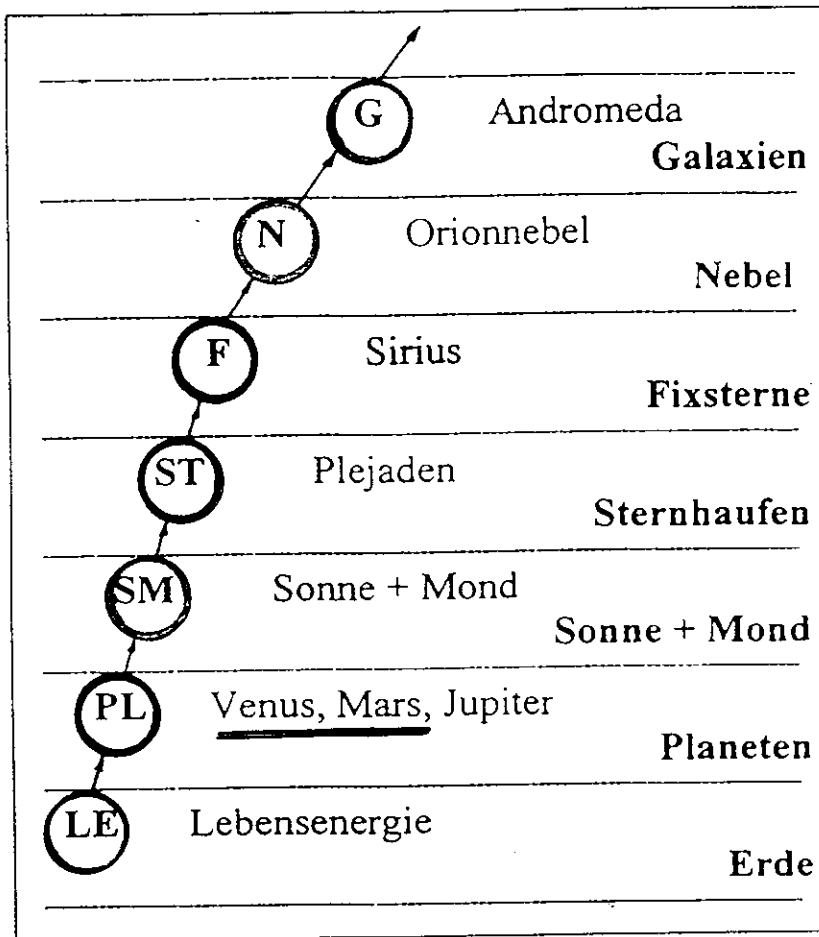 G Andromeda
Galaxien
N Orionnebel
Nebel
F Sirius
Fixsterne
ST Plejaden
Sternhaufen
SM Sonne + Mond
Sonne + Mond
PL Venus, Mars, Jupiter
Planeten
LE Lebensenergie
Erde